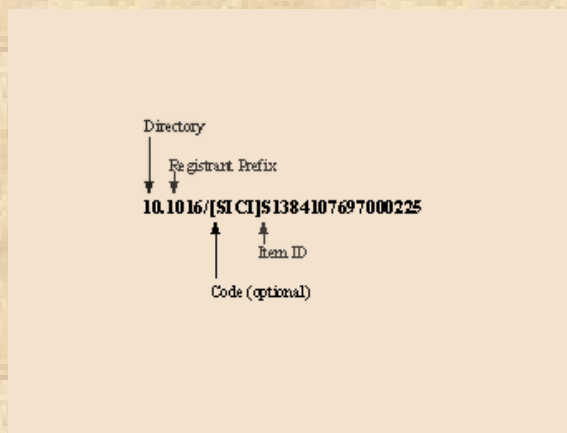 Directory
Registrant Prefix
10.1016/[SICI]S1384107697000225
Item ID
Code (optional)